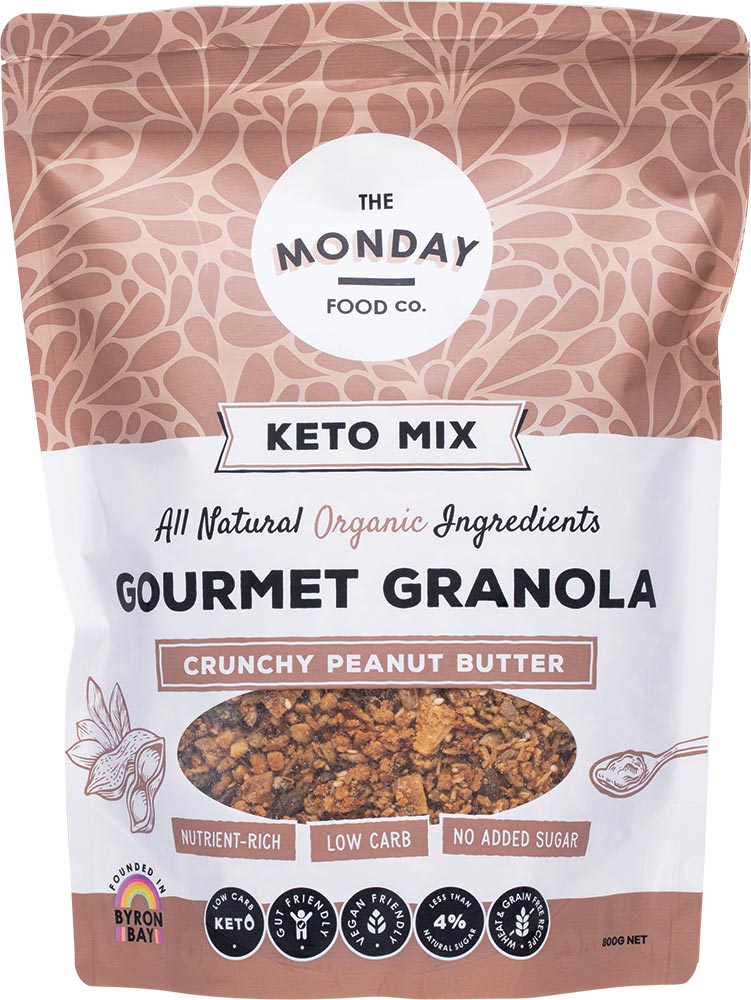 THE
MONDAY
FOOD CO.
KETO MIX
All Natural Organic Ingredients
GOURMET GRANOLA
CRUNCHY PEANUT BUTTER
NUTRIENT-RICH
LOW CARB
NO ADDED SUGAR
FOUNDED IN
BYRON
BAY
LOW CARB
KETO
GUT FRIENDLY
VEGAN FRIENDLY
LESS THAN
4%
NATURAL SUGAR
WHEAT & GRAIN FREE
RECIPE
800G NET